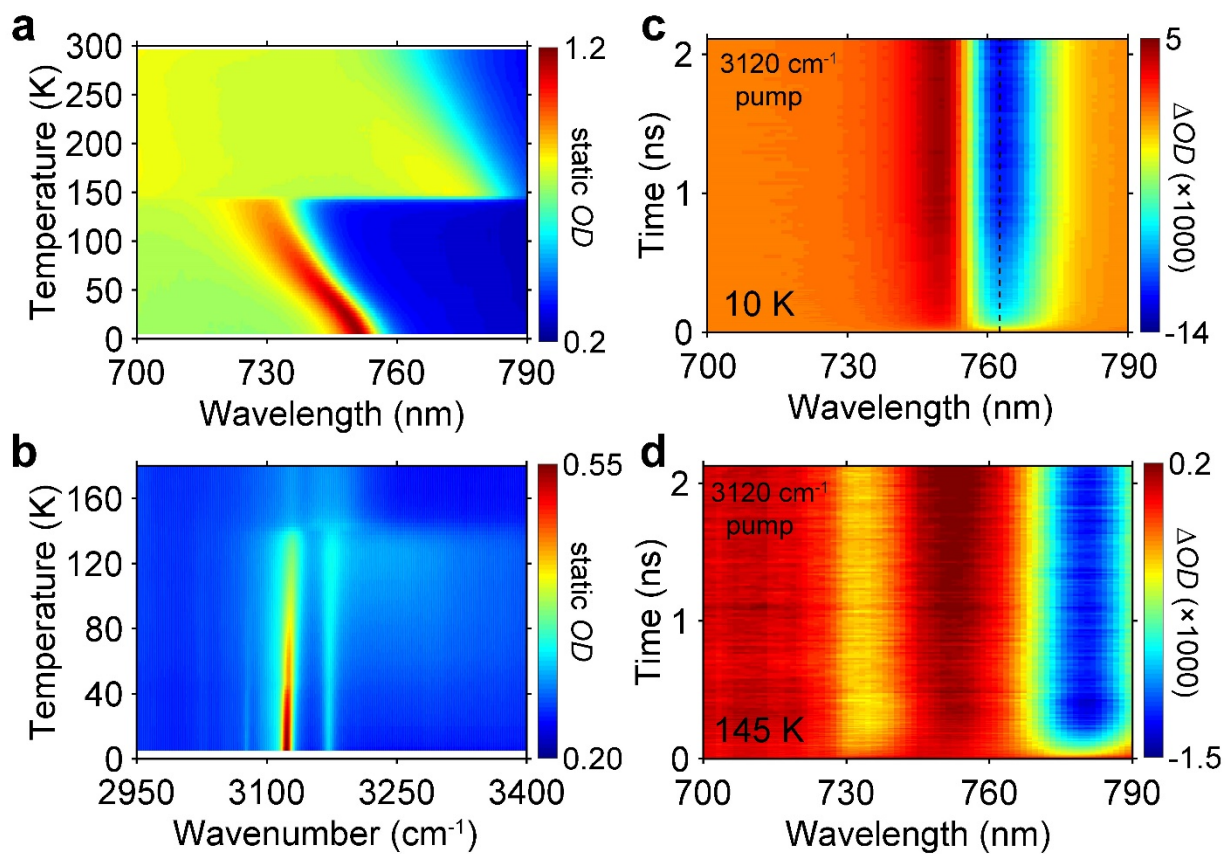 a
300
250
200
150
100
50
0
Temperature (K)
700
730
760
790
Wavelength (nm)
1.2
0.2
static OD
c
2
1
0
Time (ns)
3120 cm⁻¹
pump
10 K
700
730
760
790
Wavelength (nm)
5
-14
ΔOD (×1000)
b
160
120
80
40
0
Temperature (K)
2950
3100
3250
3400
Wavenumber (cm⁻¹)
0.55
0.20
static OD
d
2
1
0
Time (ns)
3120 cm⁻¹
pump
145 K
700
730
760
790
Wavelength (nm)
0.2
-1.5
ΔOD (×1000)